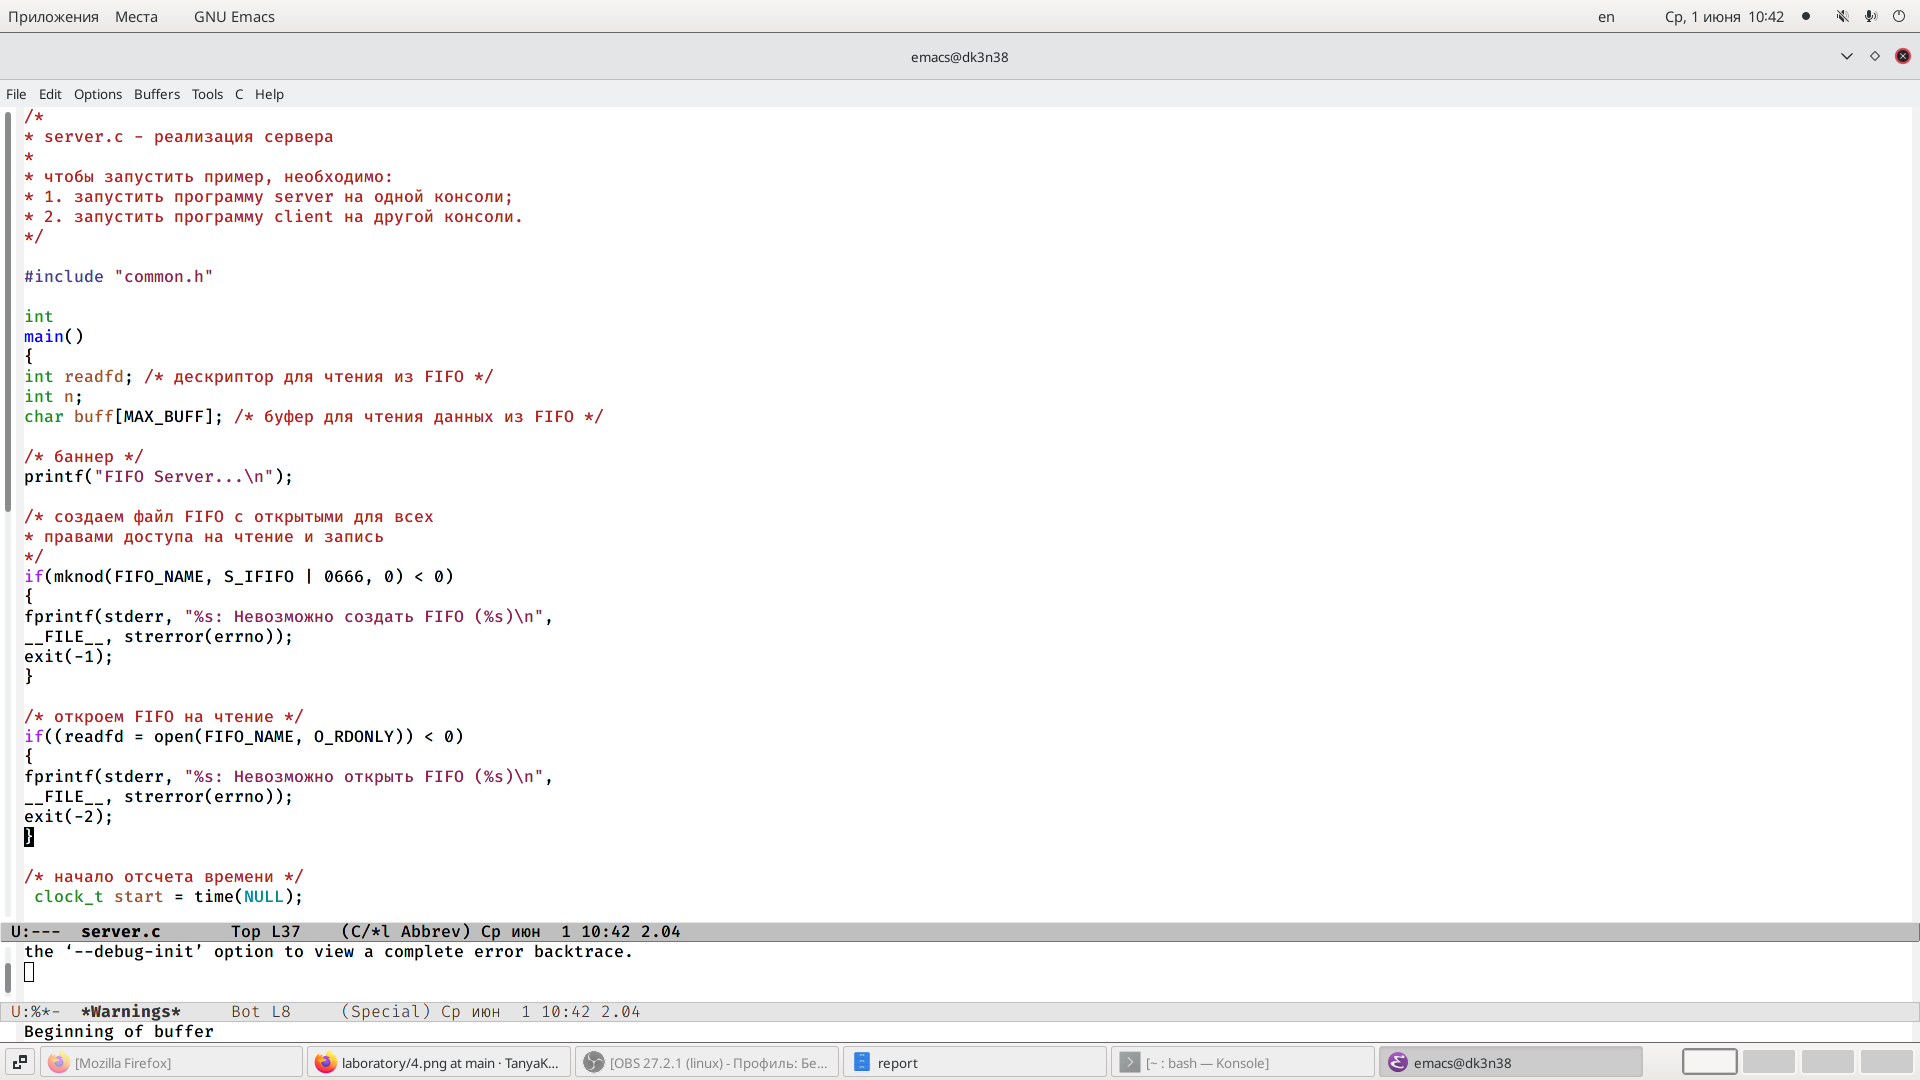 Приложения Места GNU Emacs en Ср, 1 июня 10:42
emacs@dk3n38
File Edit Options Buffers Tools C Help
/*
* server.c - реализация сервера
*
* чтобы запустить пример, необходимо:
* 1. запустить программу server на одной консоли;
* 2. запустить программу client на другой консоли.
*/
#include "common.h"
int
main()
{
int readfd; /* дескриптор для чтения из FIFO */
int n;
char buff[MAX_BUFF]; /* буфер для чтения данных из FIFO */
/* баннер */
printf("FIFO Server...\n");
/* создаем файл FIFO с открытыми для всех
* правами доступа на чтение и запись
*/
if(mknod(FIFO_NAME, S_IFIFO | 0666, 0) < 0)
{
fprintf(stderr, "%s: Невозможно создать FIFO (%s)\n",
__FILE__, strerror(errno));
exit(-1);
}
/* откроем FIFO на чтение */
if((readfd = open(FIFO_NAME, O_RDONLY)) < 0)
{
fprintf(stderr, "%s: Невозможно открыть FIFO (%s)\n",
__FILE__, strerror(errno));
exit(-2);
}
/* начало отсчета времени */
clock_t start = time(NULL);
U:--- server.c Top L37 (C/*l Abbrev) Ср июн 1 10:42 2.04
the ‘--debug-init’ option to view a complete error backtrace.
U:%*- *Warnings* Bot L8 (Special) Ср июн 1 10:42 2.04
Beginning of buffer
[Mozilla Firefox] laboratory/4.png at main · TanyaK... [OBS 27.2.1 (linux) - Профиль: Бе... report [~ : bash — Konsole] emacs@dk3n38